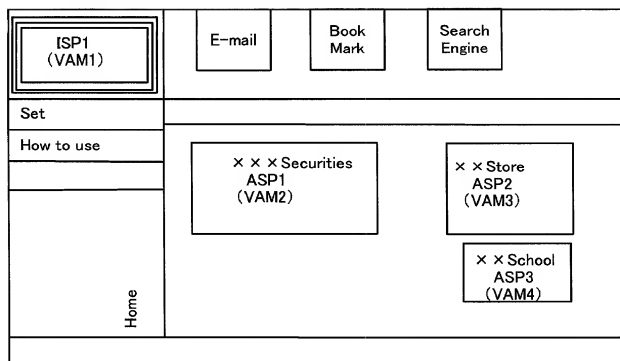 ISP1
(VAM1)
E-mail
Book
Mark
Search
Engine
Set
How to use
× × × Securities
ASP1
(VAM2)
× × Store
ASP2
(VAM3)
× × School
ASP3
(VAM4)
Home